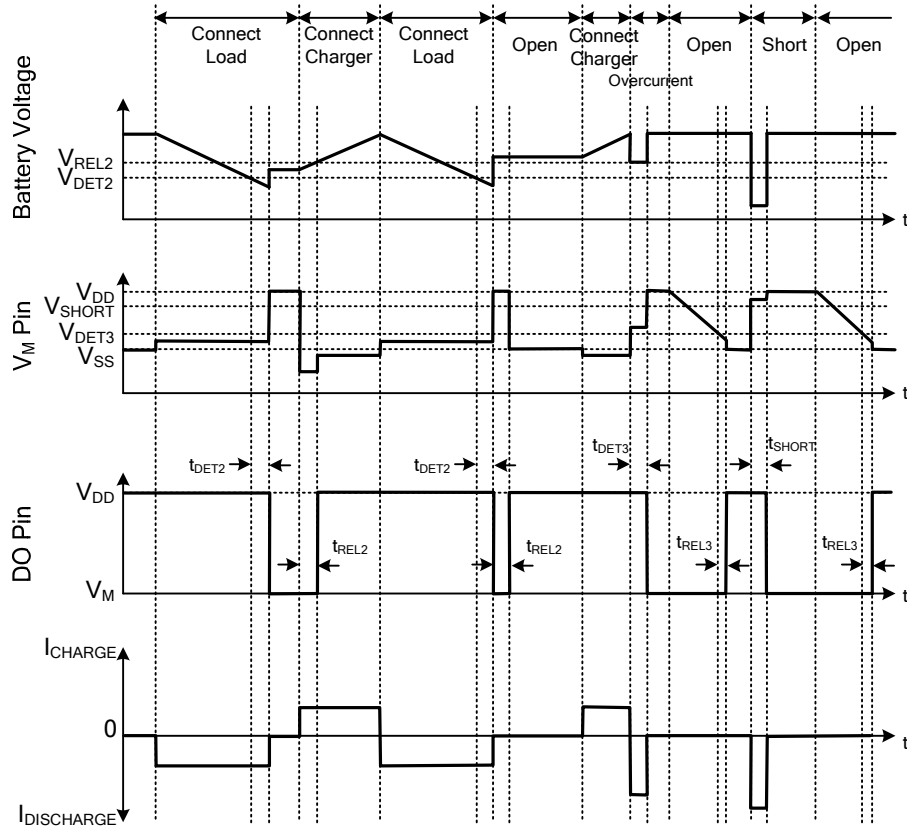 Connect Load
Connect Charger
Connect Load
Open
Connect Charger
Overcurrent
Open
Short
Open
Battery Voltage
VREL2
VDET2
t
VM Pin
VDD
VSHORT
VDET3
VSS
t
DO Pin
tDET2
tDET2
tDET3
tSHORT
VDD
tREL2
tREL2
tREL3
tREL3
VM
t
ICHARGE
0
t
IDISCHARGE